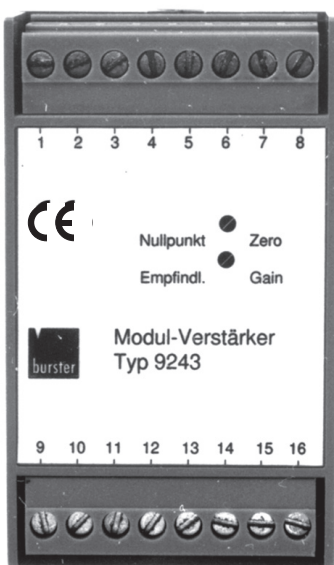 1 2 3 4 5 6 7 8
CE
Nullpunkt Zero
Empfindl. Gain
burster
Modul-Verstärker
Typ 9243
9 10 11 12 13 14 15 16